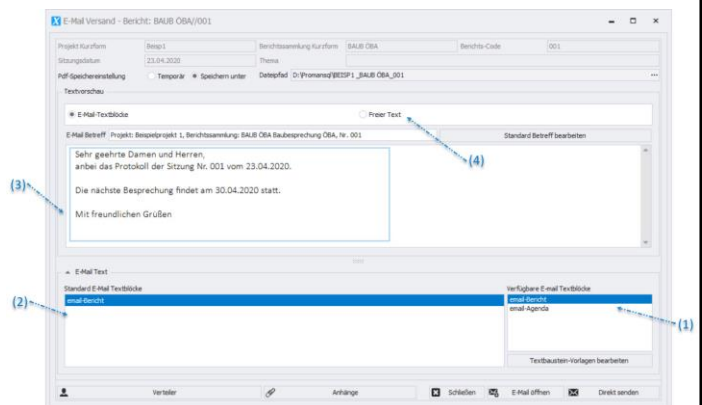 E-Mail Versand - Bericht: BAUB ÖBA//001
Projekt Kurzform Beisp1 Berichtssammlung Kurzform BAUB ÖBA Berichts-Code 001
Sitzungsdatum 23.04.2020 Thema
Pdf-Speichereinstellung Temporär Speichern unter Dateipfad D:\Promansql\BEISP1_BAUB ÖBA_001 ...
Textvorschau
E-Mail-Textblöcke Freier Text
(4)
E-Mail Betreff Projekt: Beispielprojekt 1, Berichtssammlung: BAUB ÖBA Baubesprechung ÖBA, Nr. 001 Standard Betreff bearbeiten
Sehr geehrte Damen und Herren,
anbei das Protokoll der Sitzung Nr. 001 vom 23.04.2020.
(3)
Die nächste Besprechung findet am 30.04.2020 statt.
Mit freundlichen Grüßen
E-Mail Text
Standard E-Mail Textblöcke Verfügbare E-mail Textblöcke
(2) email-Bericht email-Bericht
email-Agenda
(1)
Textbaustein-Vorlagen bearbeiten
Verteiler Anhänge Schließen E-Mail öffnen Direkt senden